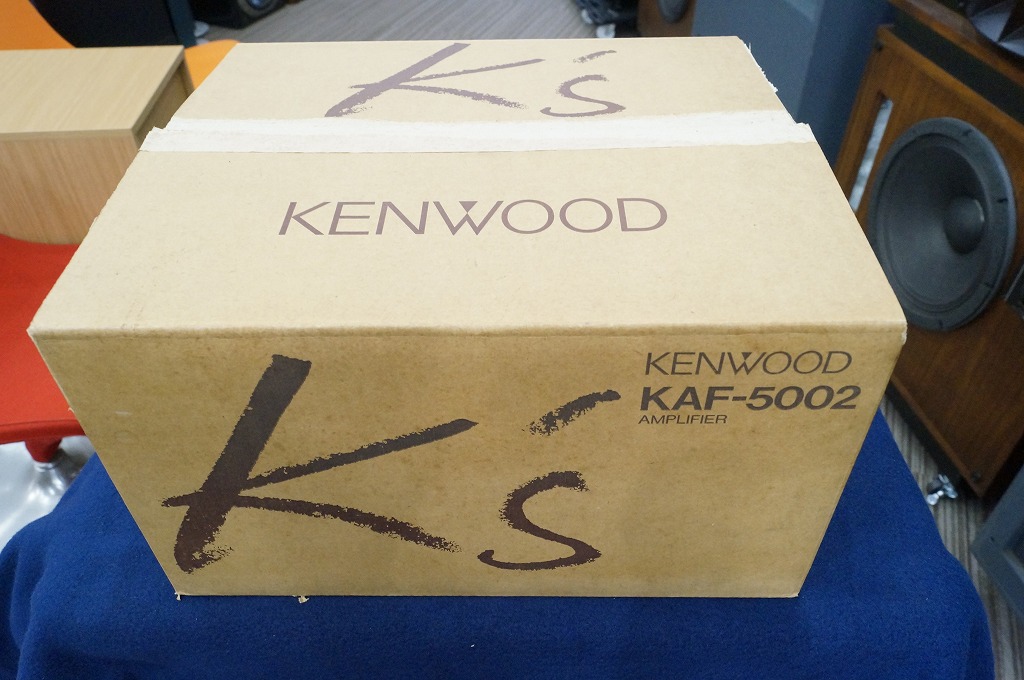 K's
KENWOOD
K's
KENWOOD
KAF-5002
AMPLIFIER